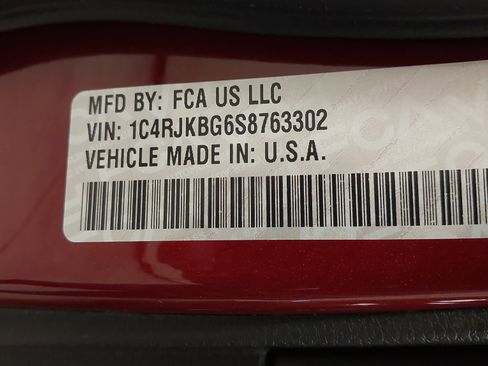 MFD BY: FCA US LLC
VIN: 1C4RJKBG6S8763302
VEHICLE MADE IN: U.S.A.